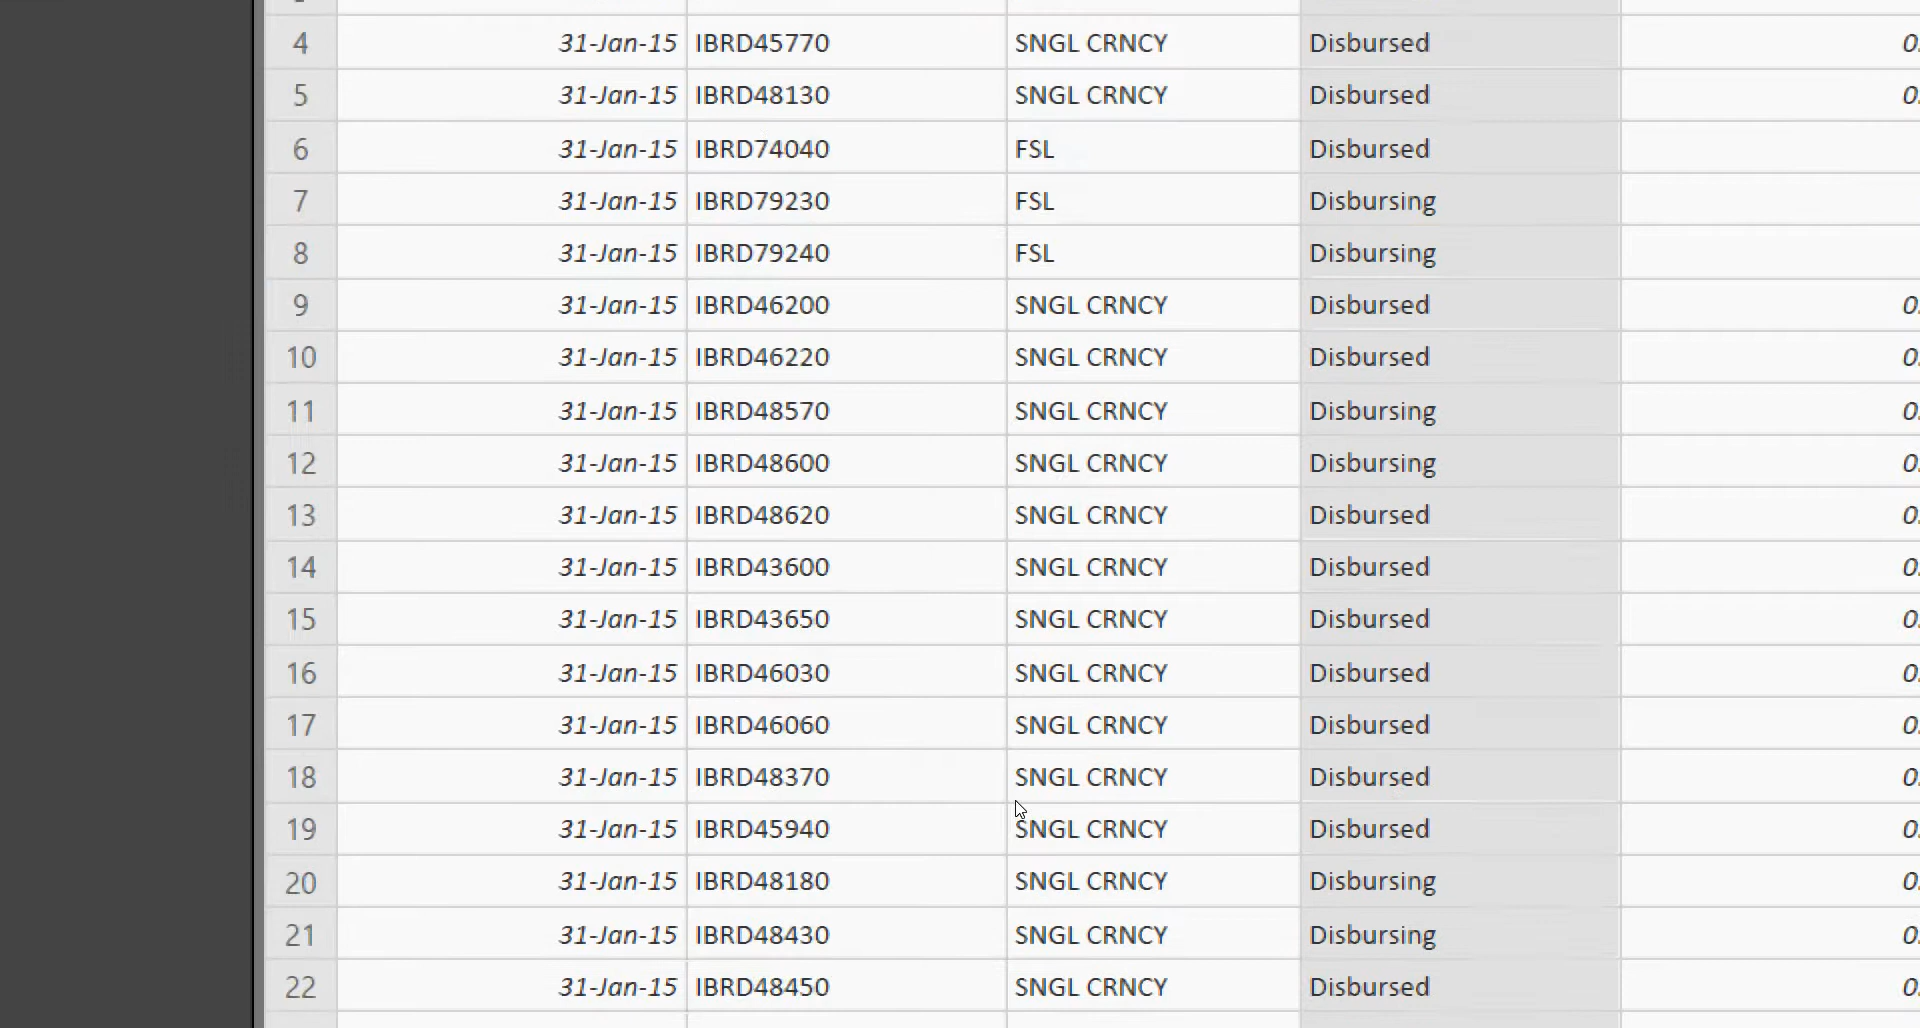 4 31-Jan-15 IBRD45770 SNGL CRNCY Disbursed 0.
5 31-Jan-15 IBRD48130 SNGL CRNCY Disbursed 0.
6 31-Jan-15 IBRD74040 FSL Disbursed
7 31-Jan-15 IBRD79230 FSL Disbursing
8 31-Jan-15 IBRD79240 FSL Disbursing
9 31-Jan-15 IBRD46200 SNGL CRNCY Disbursed 0.
10 31-Jan-15 IBRD46220 SNGL CRNCY Disbursed 0.
11 31-Jan-15 IBRD48570 SNGL CRNCY Disbursing 0.
12 31-Jan-15 IBRD48600 SNGL CRNCY Disbursing 0.
13 31-Jan-15 IBRD48620 SNGL CRNCY Disbursed 0.
14 31-Jan-15 IBRD43600 SNGL CRNCY Disbursed 0.
15 31-Jan-15 IBRD43650 SNGL CRNCY Disbursed 0.
16 31-Jan-15 IBRD46030 SNGL CRNCY Disbursed 0.
17 31-Jan-15 IBRD46060 SNGL CRNCY Disbursed 0.
18 31-Jan-15 IBRD48370 SNGL CRNCY Disbursed 0.
19 31-Jan-15 IBRD45940 SNGL CRNCY Disbursed 0.
20 31-Jan-15 IBRD48180 SNGL CRNCY Disbursing 0.
21 31-Jan-15 IBRD48430 SNGL CRNCY Disbursing 0.
22 31-Jan-15 IBRD48450 SNGL CRNCY Disbursed 0.